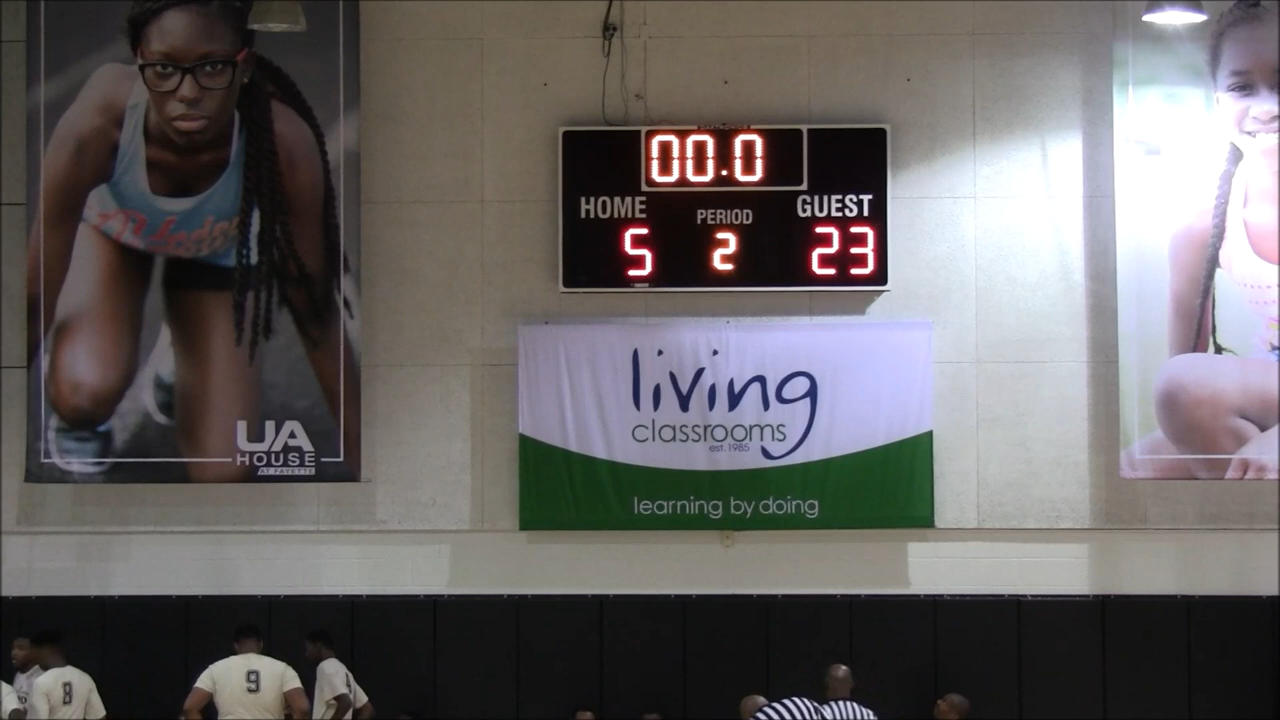 00.0
HOME PERIOD GUEST
5 2 23
UA
HOUSE
AT FAYETTE
living
classrooms
est. 1985
learning by doing
8
9